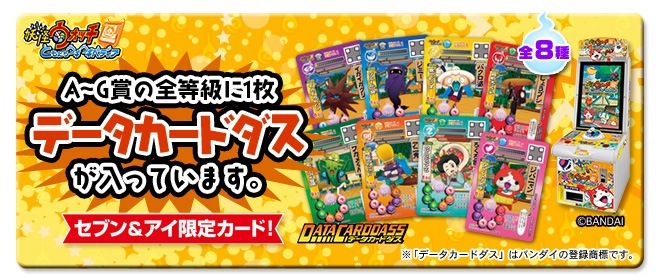 妖怪ウォッチ
全8種
A~G賞の全等級に1枚
データカードダス
が入っています。
セブン&アイ限定カード!
DATA CARDDASS
データカードダス
©BANDAI
※「データカードダス」はバンダイの登録商標です。